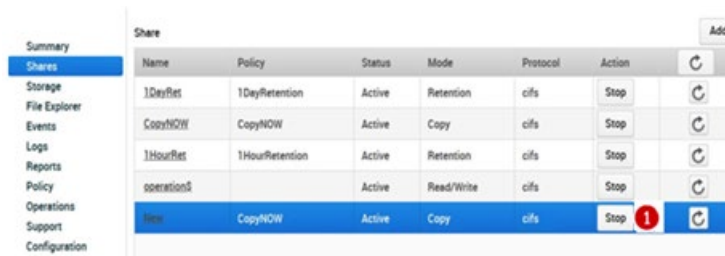 Share
Add
Summary
Shares
Storage
File Explorer
Events
Logs
Reports
Policy
Operations
Support
Configuration
Name Policy Status Mode Protocol Action
1DayRet 1DayRetention Active Retention cifs Stop
CopyNOW CopyNOW Active Copy cifs Stop
1HourRet 1HourRetention Active Retention cifs Stop
operation$ Active Read/Write cifs Stop
New CopyNOW Active Copy cifs Stop 1